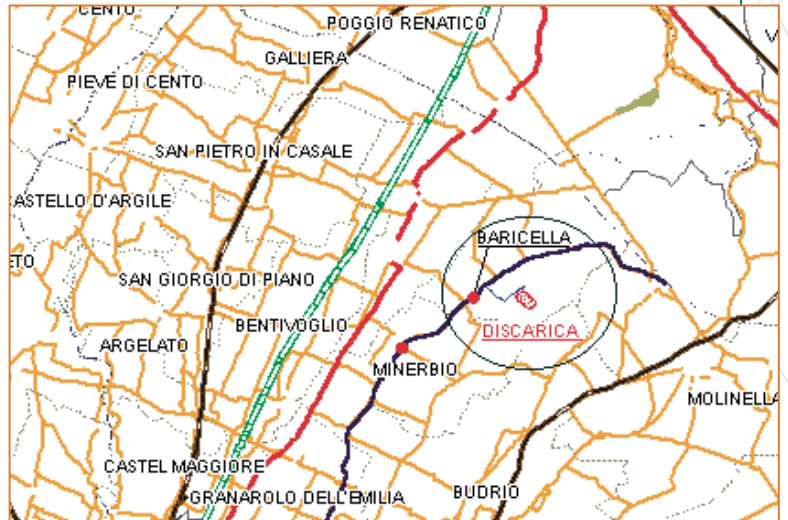 CENTO
POGGIO RENATICO
V
GALLIERA
PIEVE DI CENTO
SAN PIETRO IN CASALE
ASTELLO D'ARGILE
BARICELLA
ETO
SAN GIORGIO DI PIANO
BENTIVOGLIO
DISCARICA
ARGELATO
MINERBIO
MOLINELLA
CASTEL MAGGIORE
GRANAROLO DELL'EMILIA
BUDRIO